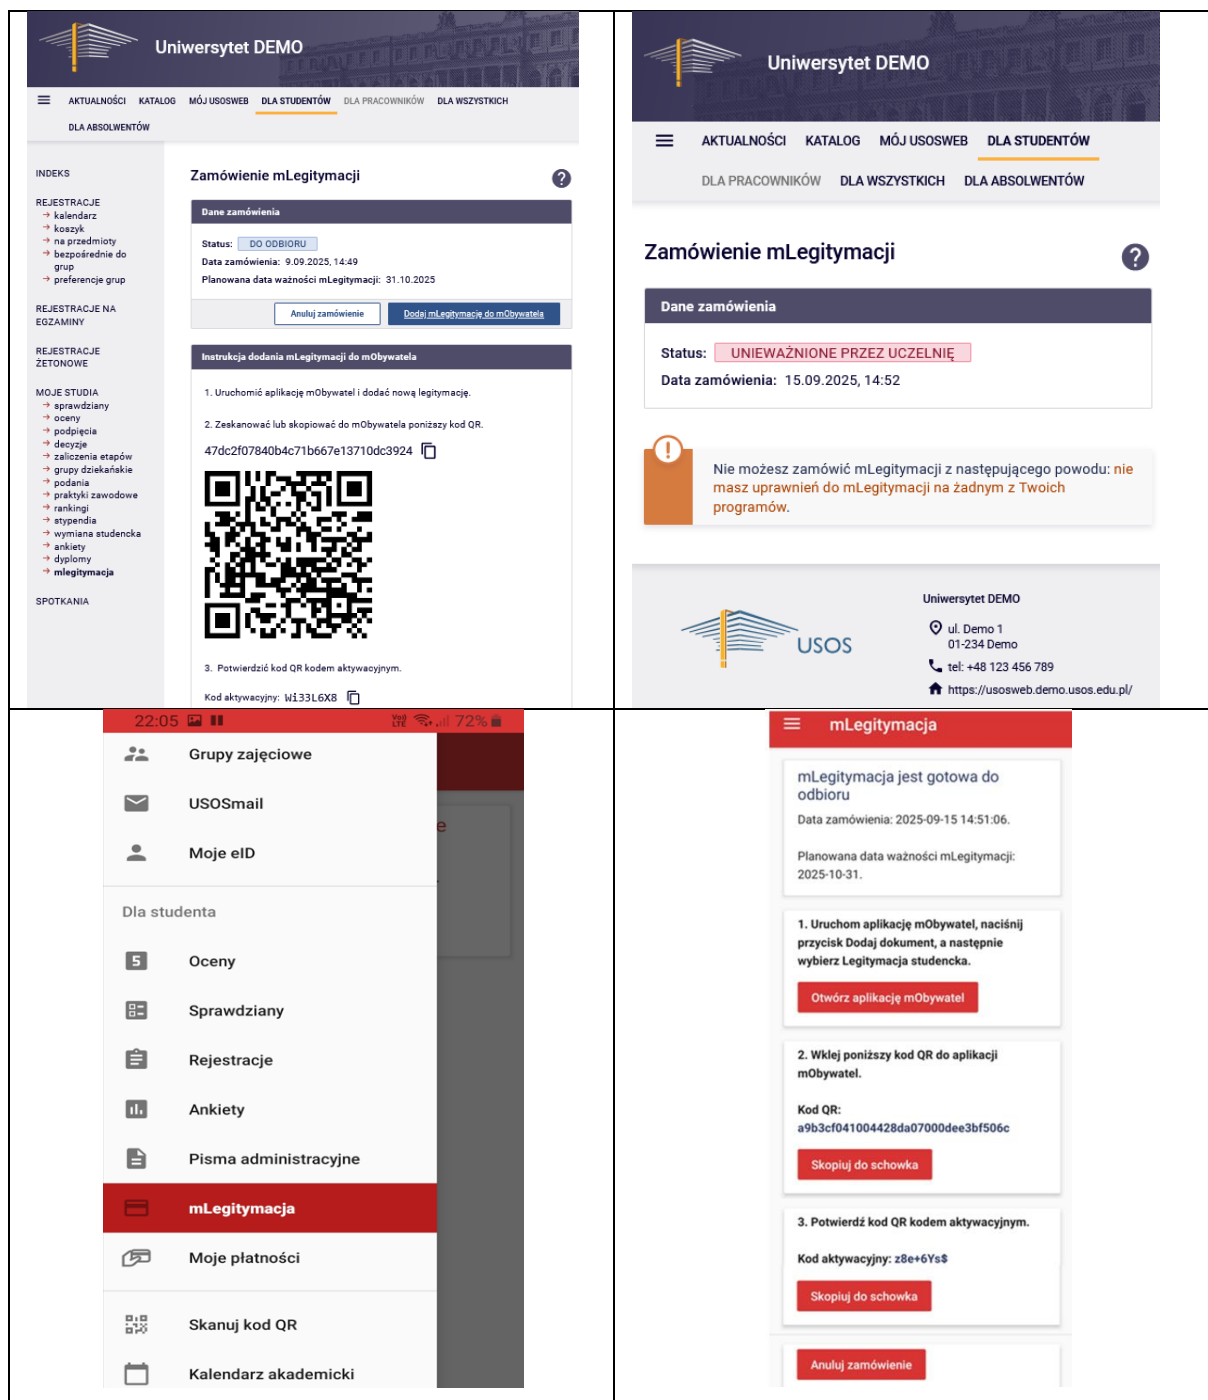 Uniwersytet DEMO
AKTUALNOŚCI KATALOG MÓJ USOSWEB DLA STUDENTÓW DLA PRACOWNIKÓW DLA WSZYSTKICH
DLA ABSOLWENTÓW
INDEKS
REJESTRACJE
→ kalendarz
→ koszyk
→ na przedmioty
→ bezpośrednie do
grup
→ preferencje grup
REJESTRACJE NA
EGZAMINY
REJESTRACJE
ŻETONOWE
MOJE STUDIA
→ sprawdziany
→ oceny
→ podpięcia
→ decyzje
→ zaliczenia etapów
→ grupy dziekańskie
→ podania
→ praktyki zawodowe
→ rankingi
→ stypendia
→ wymiana studencka
→ ankiety
→ dyplomy
→ mlegitymacja
SPOTKANIA
Zamówienie mLegitymacji
?
Dane zamówienia
Status: DO ODBIORU
Data zamówienia: 9.09.2025, 14:49
Planowana data ważności mLegitymacji: 31.10.2025
Anuluj zamówienie Dodaj mLegitymację do mObywatela
Instrukcja dodania mLegitymacji do mObywatela
1. Uruchomić aplikację mObywatel i dodać nową legitymację.
2. Zeskanować lub skopiować do mObywatela poniższy kod QR.
47dc2f07840b4c71b667e13710dc3924
3. Potwierdzić kod QR kodem aktywacyjnym.
Kod aktywacyjny: Wi33L6X8
Uniwersytet DEMO
AKTUALNOŚCI KATALOG MÓJ USOSWEB DLA STUDENTÓW
DLA PRACOWNIKÓW DLA WSZYSTKICH DLA ABSOLWENTÓW
Zamówienie mLegitymacji
?
Dane zamówienia
Status: UNIEWAŻNIONE PRZEZ UCZELNIĘ
Data zamówienia: 15.09.2025, 14:52
!
Nie możesz zamówić mLegitymacji z następującego powodu: nie
masz uprawnień do mLegitymacji na żadnym z Twoich
programów.
USOS
Uniwersytet DEMO
ul. Demo 1
01-234 Demo
tel: +48 123 456 789
https://usosweb.demo.usos.edu.pl/
22:05 72%
Grupy zajęciowe
USOSmail
Moje eID
Dla studenta
Oceny
Sprawdziany
Rejestracje
Ankiety
Pisma administracyjne
mLegitymacja
Moje płatności
Skanuj kod QR
Kalendarz akademicki
mLegitymacja
mLegitymacja jest gotowa do
odbioru
Data zamówienia: 2025-09-15 14:51:06.
Planowana data ważności mLegitymacji:
2025-10-31.
1. Uruchom aplikację mObywatel, naciśnij
przycisk Dodaj dokument, a następnie
wybierz Legitymacja studencka.
Otwórz aplikację mObywatel
2. Wklej poniższy kod QR do aplikacji
mObywatel.
Kod QR:
a9b3cf041004428da07000dee3bf506c
Skopiuj do schowka
3. Potwierdź kod QR kodem aktywacyjnym.
Kod aktywacyjny: z8e+6Ys$
Skopiuj do schowka
Anuluj zamówienie